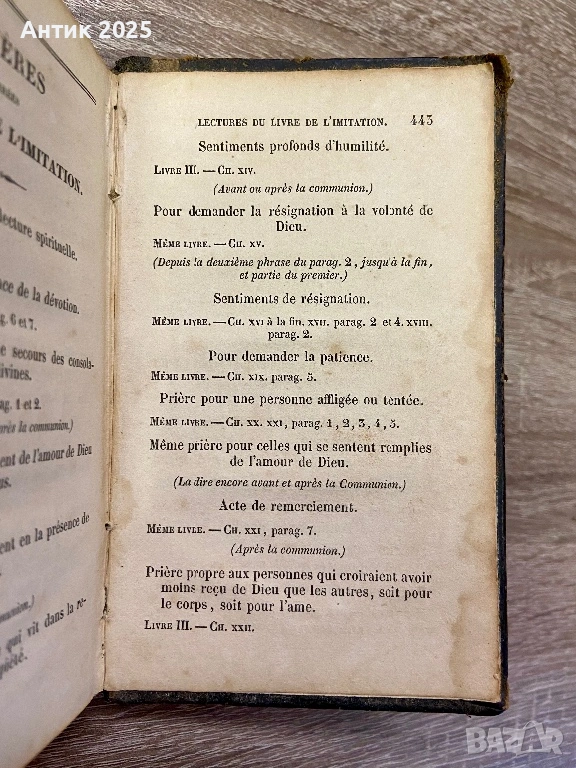 Антик 2025
ÈRES
L'IMITATION.
lecture spirituelle.
ce de la dévotion.
ag. 6 et 7.
e secours des consola-
ivines.
ag. 1 et 2.
près la communion.)
ent de l'amour de Dieu
us.
ent en la présence de
qui vit dans la re-
LECTURES DU LIVRE DE L'IMITATION. 443
Sentiments profonds d'humilité.
LIVRE III. — CH. XIV.
(Avant ou après la communion.)
Pour demander la résignation à la volonté de
Dieu.
MÊME LIVRE. — CH. XV.
(Depuis la deuxième phrase du parag. 2, jusqu'à la fin,
et partie du premier.)
Sentiments de résignation.
MÊME LIVRE. — CH. XVI à la fin. XVII. parag. 2 et 4. XVIII.
parag. 2.
Pour demander la patience.
MÊME LIVRE. — CH. XIX. parag. 5.
Prière pour une personne affligée ou tentée.
MÊME LIVRE. — CH. XX. XXI, parag. 1, 2, 3, 4, 5.
Même prière pour celles qui se sentent remplies
de l'amour de Dieu.
(La dire encore avant et après la Communion.)
Acte de remerciement.
MÊME LIVLE. — CH. XXI, parag. 7.
(Après la communion.)
Prière propre aux personnes qui croiraient avoir
moins reçu de Dieu que les autres, soit pour
le corps, soit pour l'ame.
LIVRE III. — CH. XXII.
BAZAR